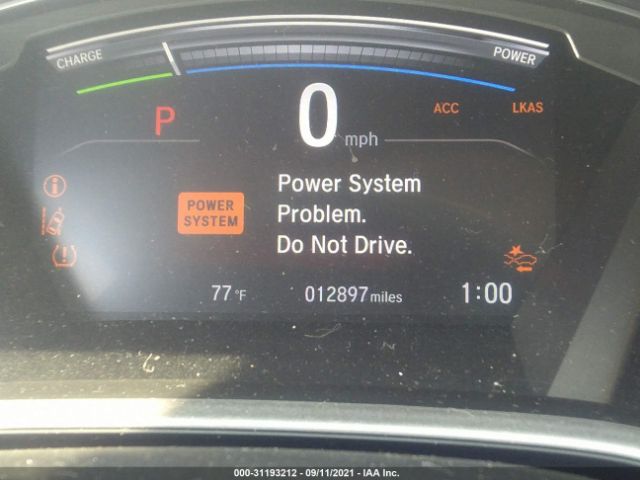 CHARGE
POWER
P
0 mph
ACC
LKAS
POWER
SYSTEM
Power System
Problem.
Do Not Drive.
77 °F
012897 miles
1:00
000-31193212 - 09/11/2021 - IAA Inc.